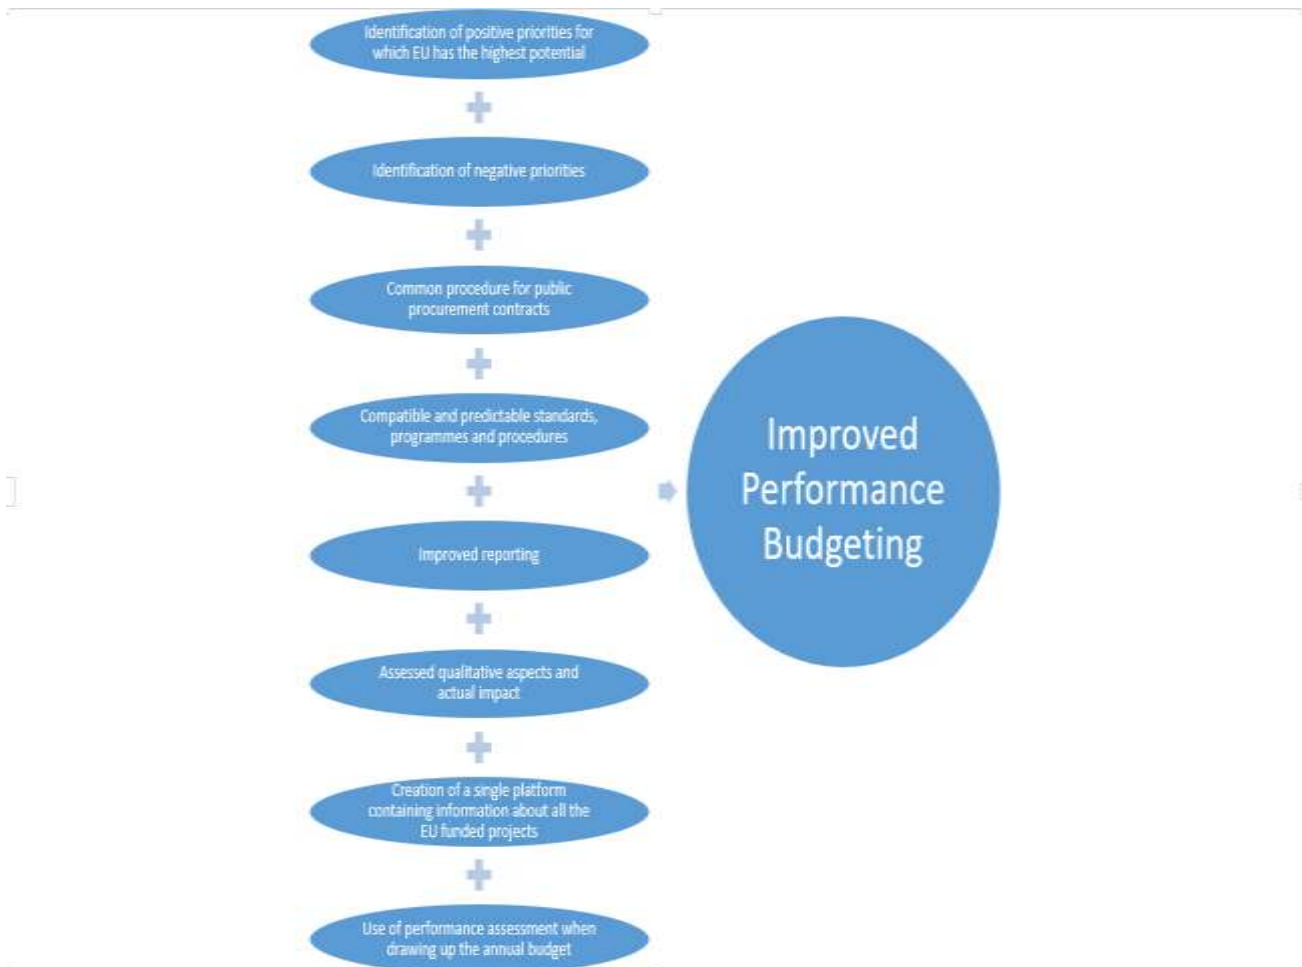 Identification of positive priorities for
which EU has the highest potential
Identification of negative priorities
Common procedure for public
procurement contracts
Compatible and predictable standards,
programmes and procedures
Improved reporting
Assessed qualitative aspects and
actual impact
Creation of a single platform
containing information about all the
EU funded projects
Use of performance assessment when
drawing up the annual budget
Improved
Performance
Budgeting